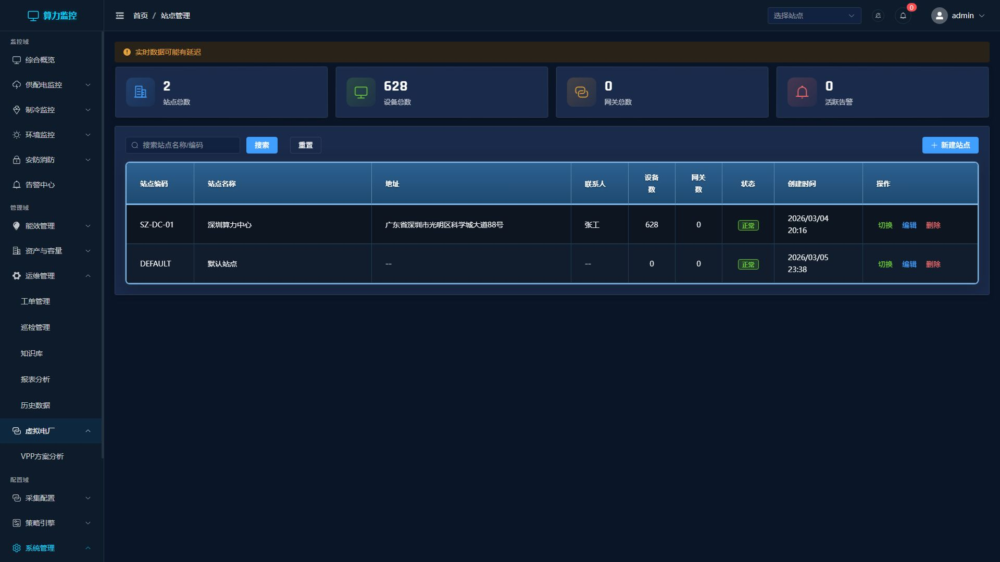 算力监控
首页 / 站点管理
选择站点
0
admin
监控域
综合概览
供配电监控
制冷监控
环境监控
安防消防
告警中心
管理域
能效管理
资产与容量
运维管理
工单管理
巡检管理
知识库
报表分析
历史数据
虚拟电厂
VPP方案分析
配置域
采集配置
策略引擎
系统管理
实时数据可能有延迟
2
站点总数
628
设备总数
0
网关总数
0
活跃告警
搜索站点名称/编码
搜索
重置
新建站点
站点编码 站点名称 地址 联系人 设备数 网关数 状态 创建时间 操作
SZ-DC-01 深圳算力中心 广东省深圳市光明区科学城大道88号 张工 628 0 正常 2026/03/04 20:16 切换 编辑 删除
DEFAULT 默认站点 -- -- 0 0 正常 2026/03/05 23:38 切换 编辑 删除